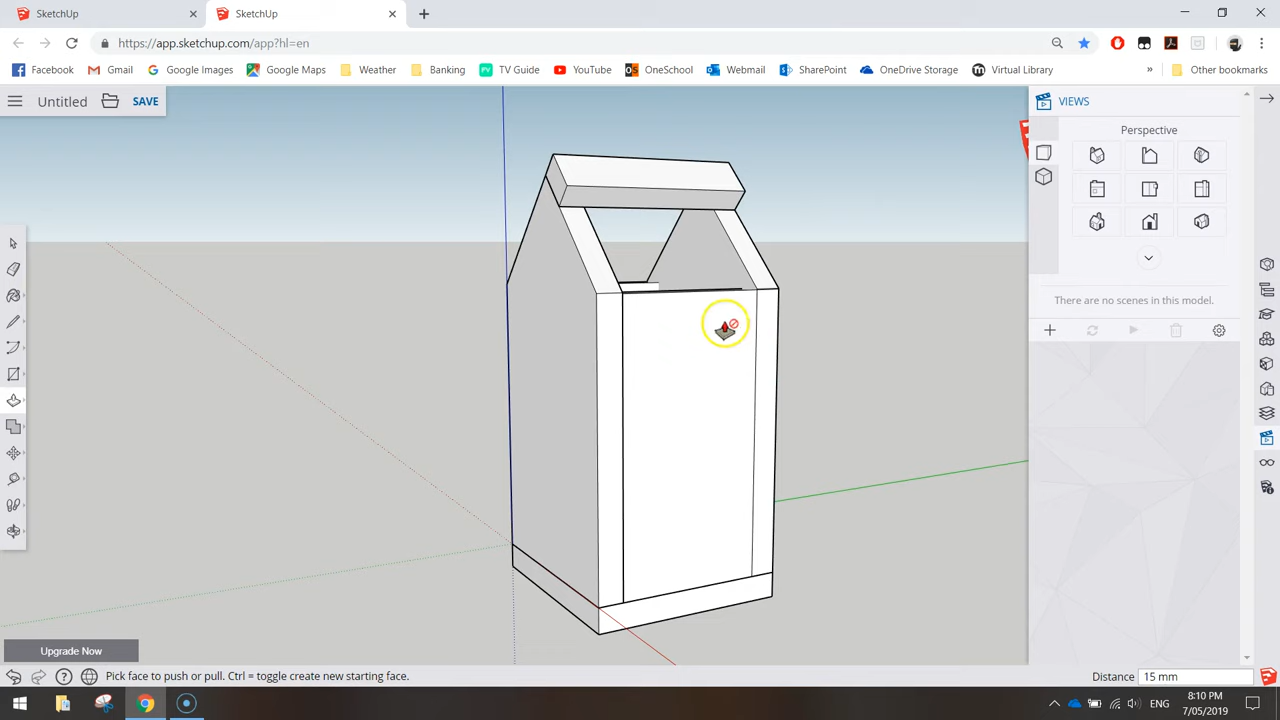 SketchUp
SketchUp
https://app.sketchup.com/app?hl=en
Facebook
Gmail
Google Images
Google Maps
Weather
Banking
TV Guide
YouTube
OneSchool
Webmail
SharePoint
OneDrive Storage
Virtual Library
»
Other bookmarks
Untitled
SAVE
VIEWS
Perspective
There are no scenes in this model.
Upgrade Now
Pick face to push or pull. Ctrl = toggle create new starting face.
Distance
15 mm
ENG
8:10 PM
7/05/2019